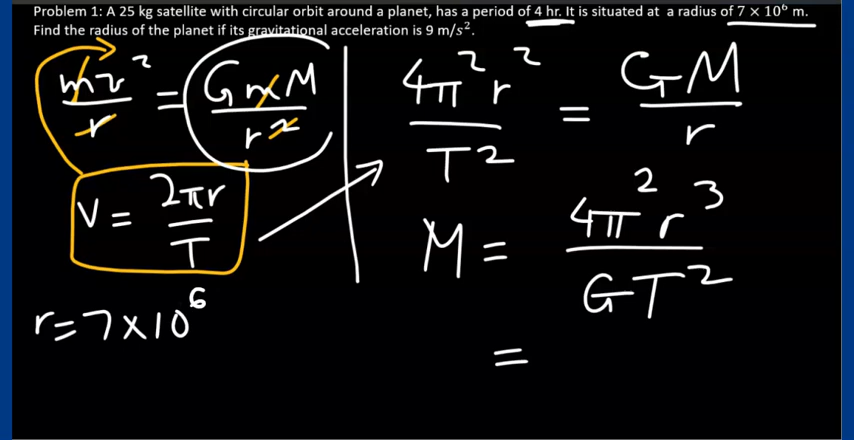 Problem 1: A 25 kg satellite with circular orbit around a planet, has a period of 4 hr. It is situated at a radius of 7 × 10⁶ m.
Find the radius of the planet if its gravitational acceleration is 9 m/s².
mv²/r = GmM/r²
V = 2πr/T
r=7×10⁶
4π²r²/T² = GM/r
M = 4π²r³/GT²
=